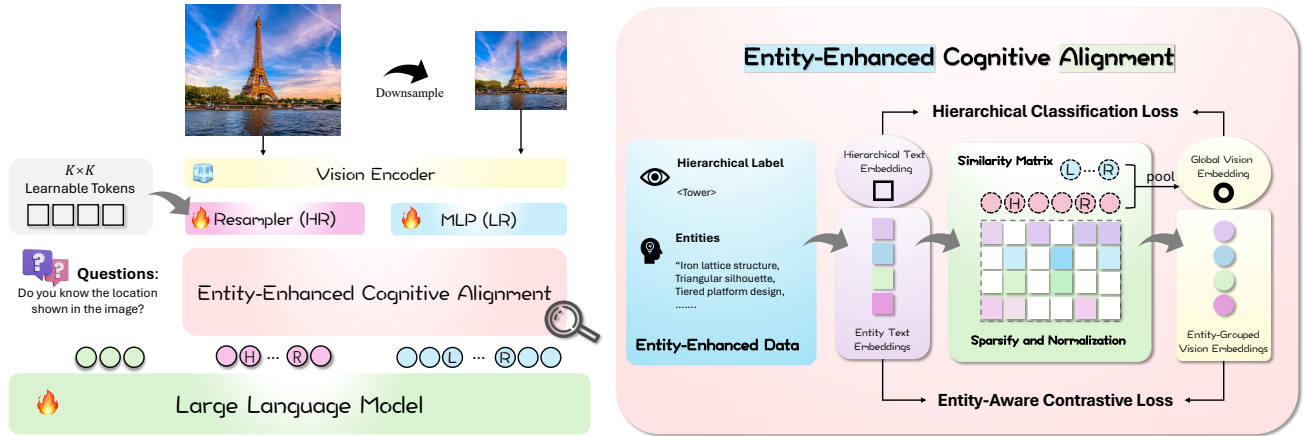 Downsample
K×K
Learnable Tokens
Vision Encoder
Resampler (HR)
MLP (LR)
? ?
Questions:
Do you know the location
shown in the image?
Entity-Enhanced Cognitive Alignment
H ... R
L ... R
Large Language Model
Entity-Enhanced Cognitive Alignment
Hierarchical Classification Loss
Hierarchical Label
<Tower>
Entities
“Iron lattice structure,
Triangular silhouette,
Tiered platform design,
.......
Entity-Enhanced Data
Hierarchical Text
Embedding
Entity Text
Embeddings
Similarity Matrix
L ... R
H R
pool
Sparsify and Normalization
Global Vision
Embedding
Entity-Grouped
Vision Embeddings
Entity-Aware Contrastive Loss